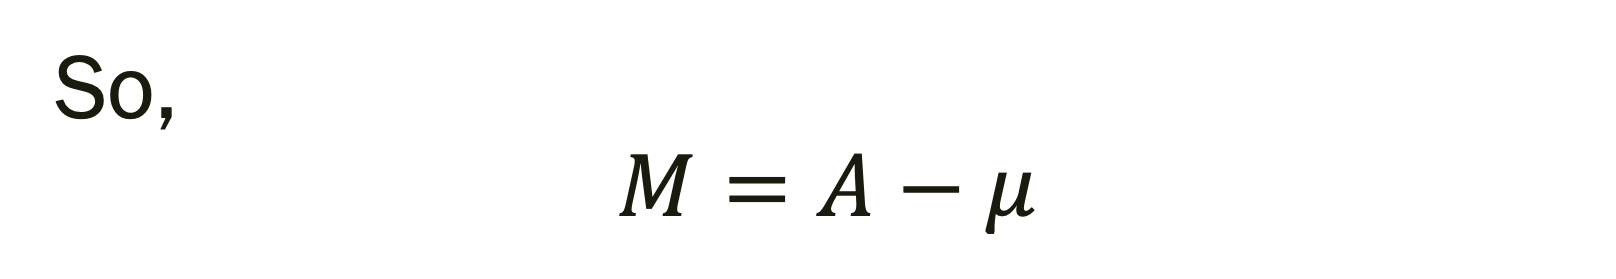 So,
𝑀 = 𝐴 − 𝜇